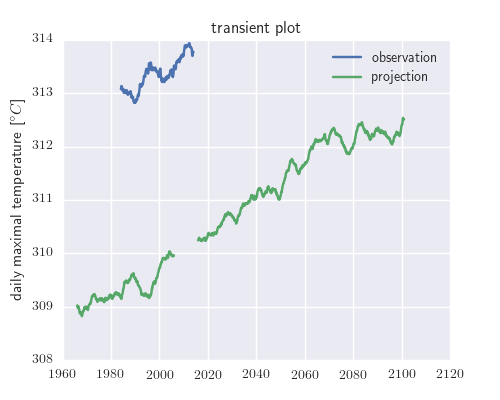 transient plot
314
313
312
311
310
309
308
daily maximal temperature [°C]
observation
projection
1960 1980 2000 2020 2040 2060 2080 2100 2120